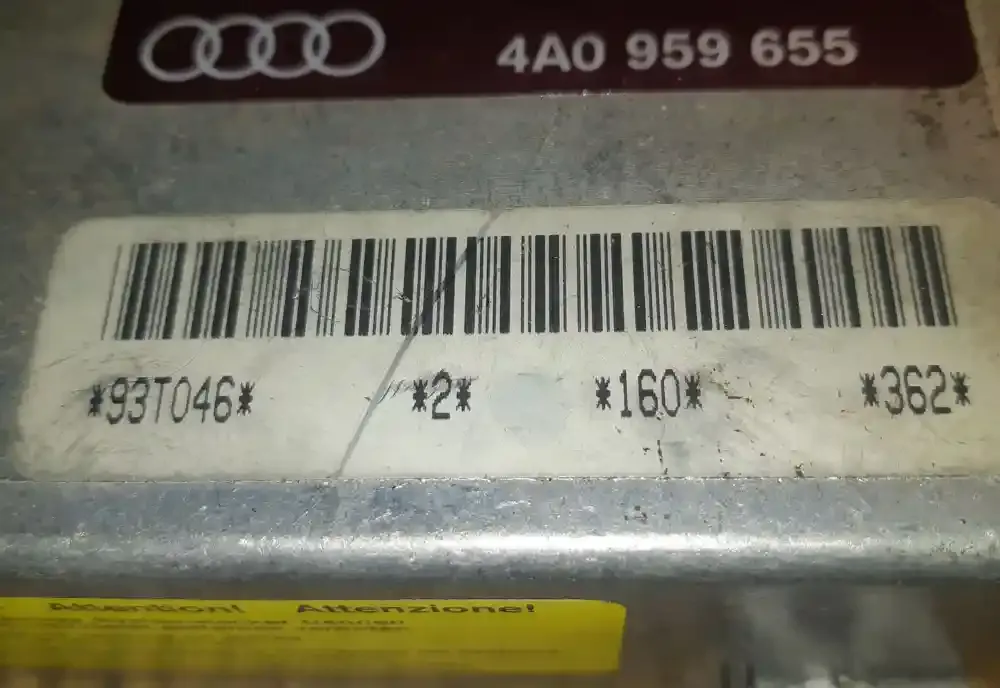 4A0 959 655
*93T046* *2* *160* *362*
Attention! Attenzione!